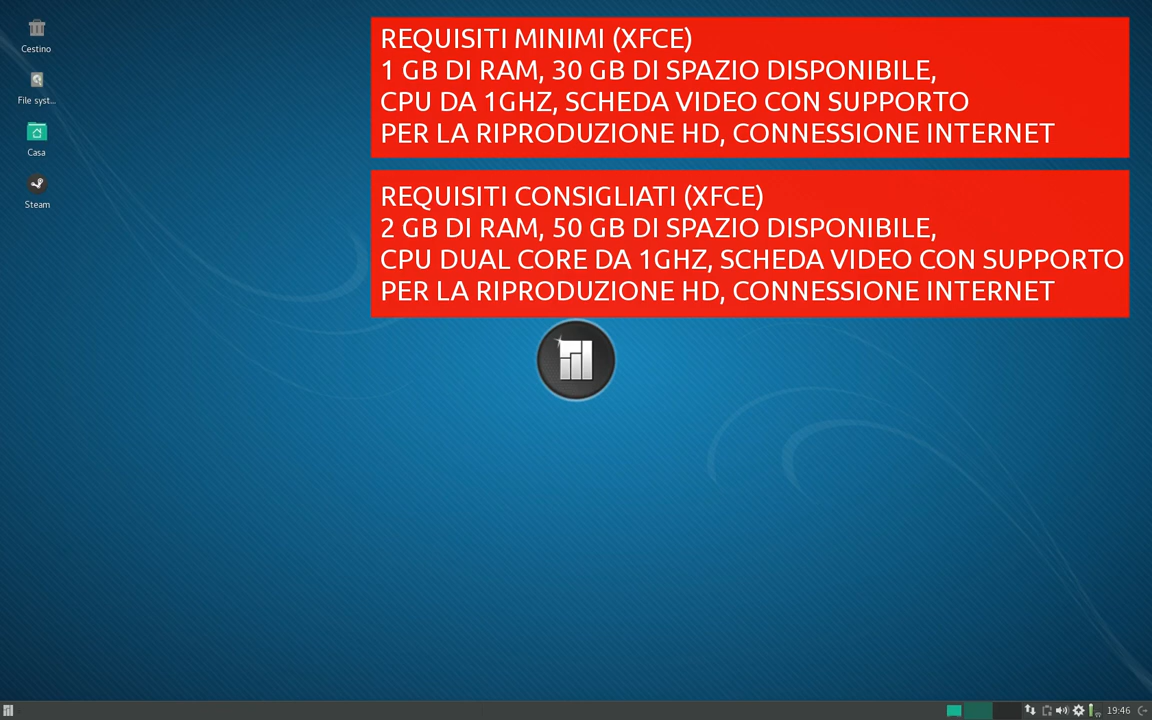 Cestino
File syst...
Casa
Steam
REQUISITI MINIMI (XFCE)
1 GB DI RAM, 30 GB DI SPAZIO DISPONIBILE,
CPU DA 1GHZ, SCHEDA VIDEO CON SUPPORTO
PER LA RIPRODUZIONE HD, CONNESSIONE INTERNET
REQUISITI CONSIGLIATI (XFCE)
2 GB DI RAM, 50 GB DI SPAZIO DISPONIBILE,
CPU DUAL CORE DA 1GHZ, SCHEDA VIDEO CON SUPPORTO
PER LA RIPRODUZIONE HD, CONNESSIONE INTERNET
19:46